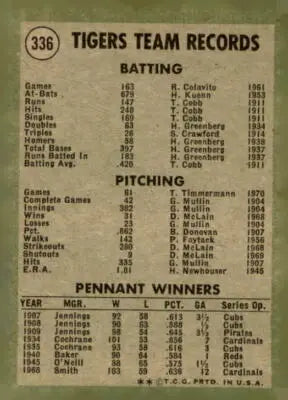 336 TIGERS TEAM RECORDS
BATTING
Games 163 R. Colavito 1961
At-Bats 679 H. Kuenn 1953
Runs 147 T. Cobb 1911
Hits 248 T. Cobb 1911
Singles 169 T. Cobb 1911
Doubles 63 H. Greenberg 1934
Triples 26 S. Crawford 1914
Homers 58 H. Greenberg 1938
Total Bases 397 H. Greenberg 1937
Runs Batted in 183 H. Greenberg 1937
Batting Avg. .420 T. Cobb 1911
PITCHING
Games 81 T. Timmermann 1970
Complete Games 42 G. Mullin 1904
Innings 382 G. Mullin 1904
Wins 31 D. McLain 1968
Losses 23 G. Mullin 1904
Pct. .862 B. Donovan 1907
Walks 142 P. Foytack 1956
Strikeouts 280 D. McLain 1968
Shutouts 9 D. McLain 1969
Hits 335 G. Mullin 1907
E.R.A. 1.81 H. Newhouser 1945
PENNANT WINNERS
YEAR MGR. W L PCT. GA Series Op.
1907 Jennings 92 58 .613 1½ Cubs
1908 Jennings 90 63 .588 ½ Cubs
1909 Jennings 98 54 .645 3½ Pirates
1934 Cochrane 101 53 .656 7 Cardinals
1935 Cochrane 93 58 .616 3 Cubs
1940 Baker 90 64 .584 1 Reds
1945 O'Neill 88 65 .575 1½ Cubs
1968 Smith 103 59 .636 12 Cardinals
**© T.C.G. PRTD. IN U.S.A.